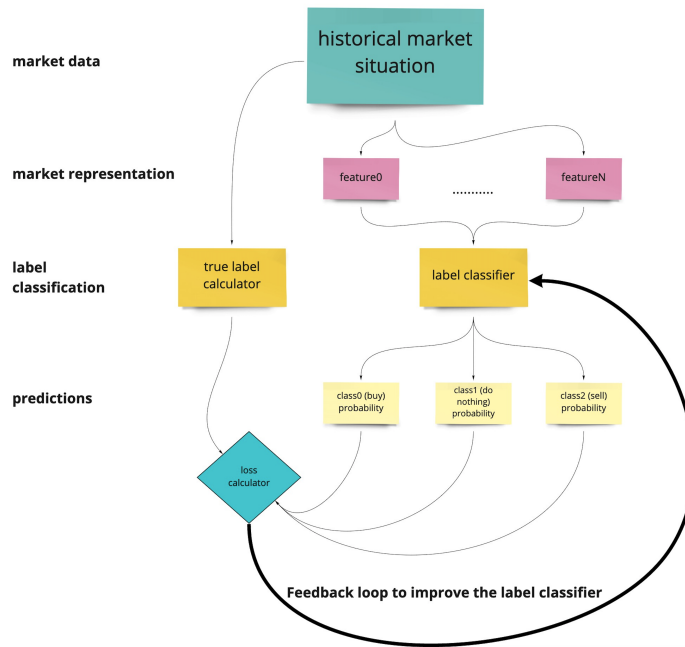 historical market
situation
market data
market representation
feature0
...........
featureN
label
classification
true label
calculator
label classifier
predictions
class0 (buy)
probability
class1 (do
nothing)
probability
class2 (sell)
probability
loss
calculator
Feedback loop to improve the label classifier